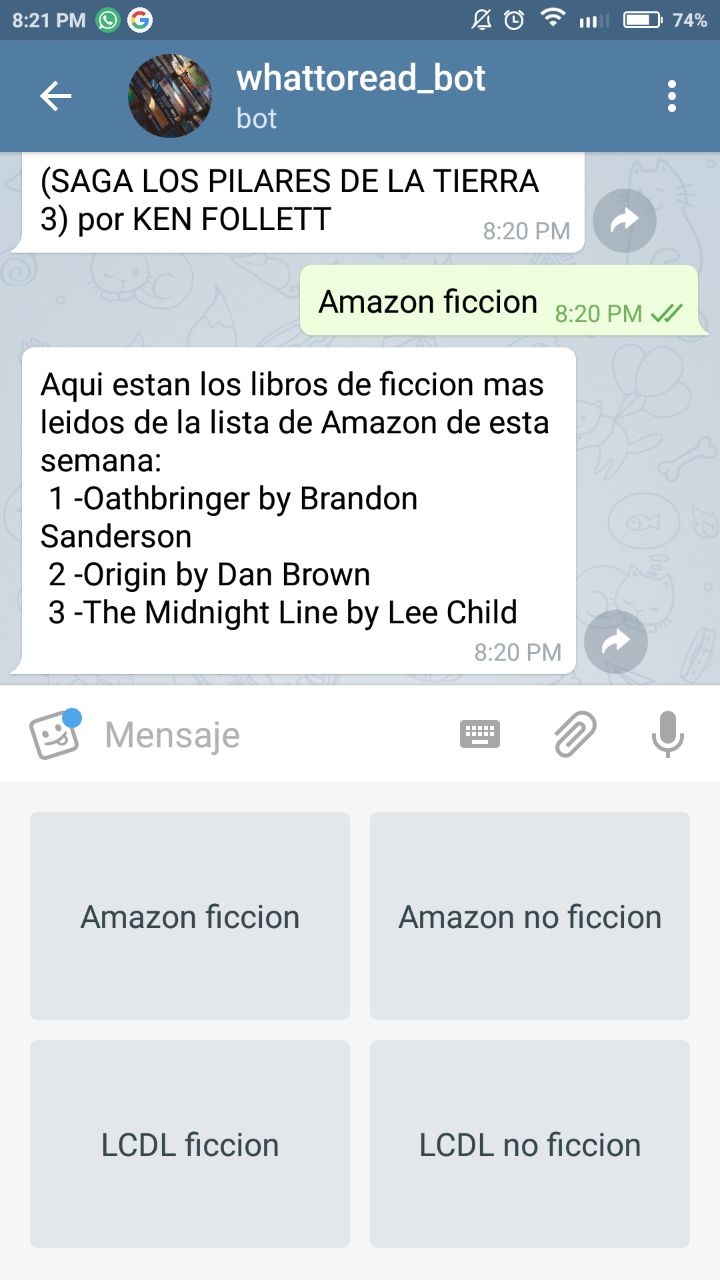 8:21 PM
74%
whattoread_bot
bot
(SAGA LOS PILARES DE LA TIERRA
3) por KEN FOLLETT
8:20 PM
Amazon ficcion
8:20 PM
Aqui estan los libros de ficcion mas
leidos de la lista de Amazon de esta
semana:
1 -Oathbringer by Brandon
Sanderson
2 -Origin by Dan Brown
3 -The Midnight Line by Lee Child
8:20 PM
Mensaje
Amazon ficcion
Amazon no ficcion
LCDL ficcion
LCDL no ficcion